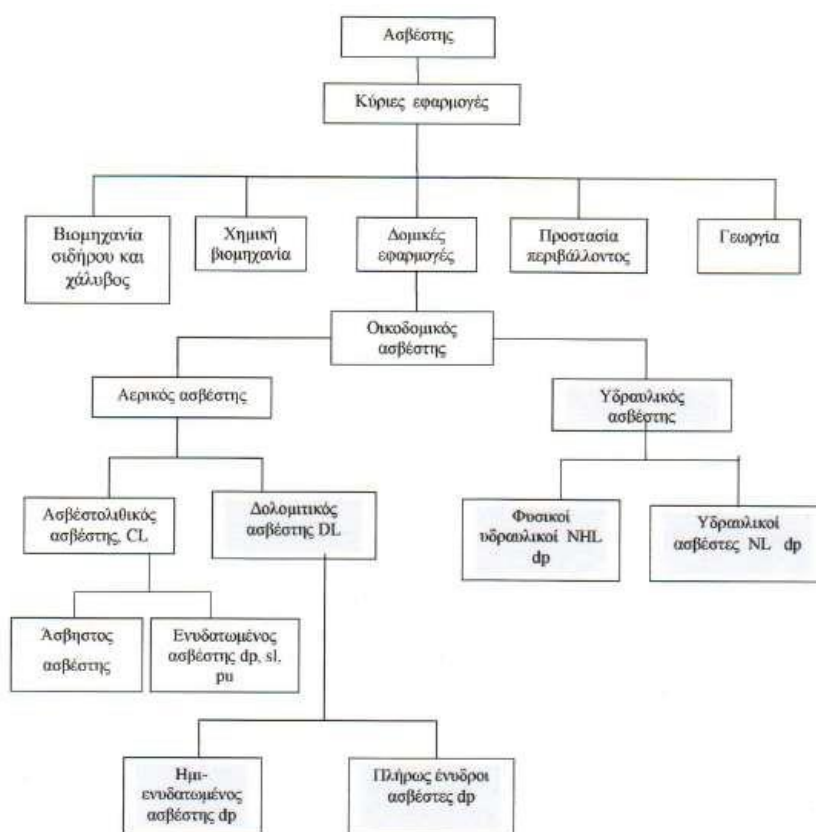 Ασβέστης
Κύριες εφαρμογές
Βιομηχανία
σιδήρου και
χάλυβος
Χημική
βιομηχανία
Δομικές
εφαρμογές
Προστασία
περιβάλλοντος
Γεωργία
Οικοδομικός
ασβέστης
Αερικός ασβέστης
Υδραυλικός
ασβέστης
Ασβέστολιθικός
ασβέστης, CL
Δολομιτικός
ασβέστης DL
Φυσικοί
υδραυλικοί NHL
dp
Υδραυλικοί
ασβέστες NL dp
Άσβηστος
ασβέστης
Ενυδατωμένος
ασβέστης dp, sl,
pu
Ημι-
ενυδατωμένος
ασβέστης dp
Πλήρως ένυδροι
ασβέστες dp